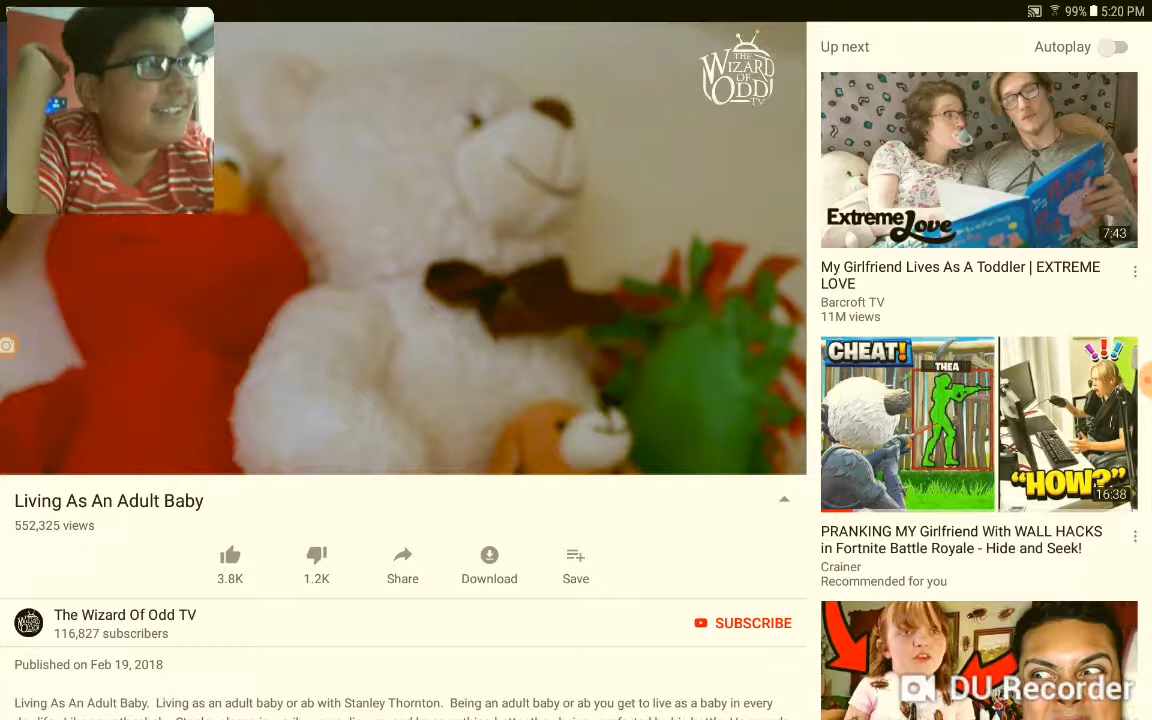 99% 5:20 PM
THE
WIZARD
OF
ODD
TV
Up next
Autoplay
Extreme Love
7:43
My Girlfriend Lives As A Toddler | EXTREME
LOVE
Barcroft TV
11M views
CHEAT!
THEA
"HOW?"
16:38
PRANKING MY Girlfriend With WALL HACKS
in Fortnite Battle Royale - Hide and Seek!
Crainer
Recommended for you
Living As An Adult Baby
552,325 views
3.8K
1.2K
Share
Download
Save
The Wizard Of Odd TV
116,827 subscribers
SUBSCRIBE
Published on Feb 19, 2018
Living As An Adult Baby. Living as an adult baby or ab with Stanley Thornton. Being an adult baby or ab you get to live as a baby in every
DU Recorder